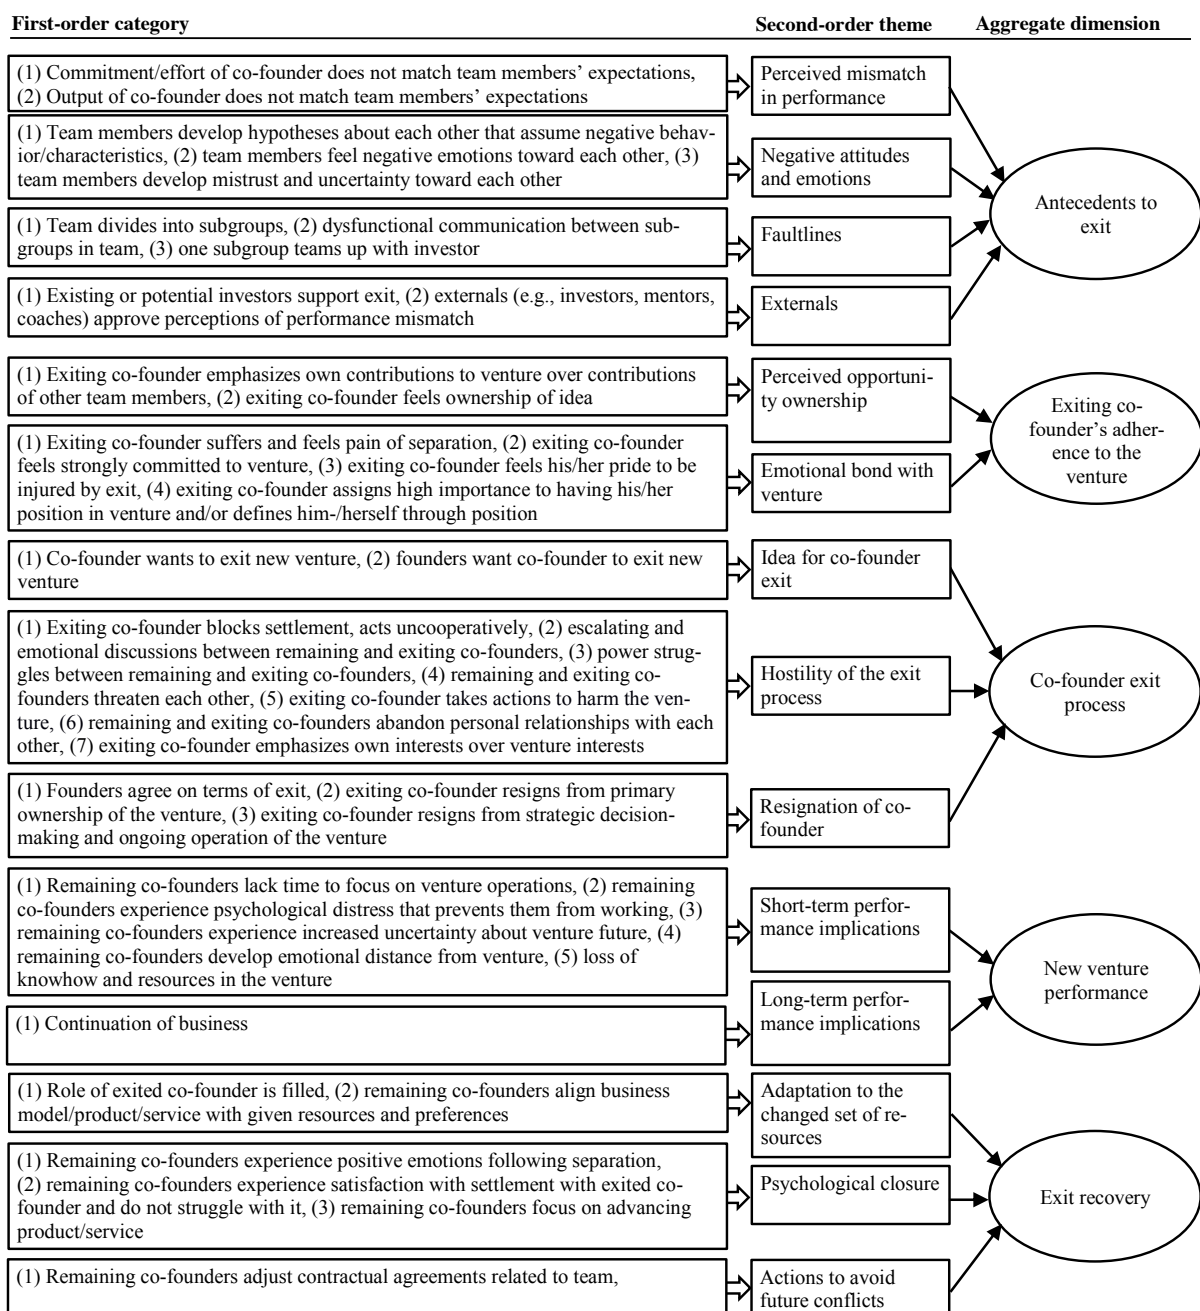 First-order category
Second-order theme
Aggregate dimension
(1) Commitment/effort of co-founder does not match team members’ expectations,
(2) Output of co-founder does not match team members’ expectations
Perceived mismatch
in performance
(1) Team members develop hypotheses about each other that assume negative behav-
ior/characteristics, (2) team members feel negative emotions toward each other, (3)
team members develop mistrust and uncertainty toward each other
Negative attitudes
and emotions
(1) Team divides into subgroups, (2) dysfunctional communication between sub-
groups in team, (3) one subgroup teams up with investor
Faultlines
(1) Existing or potential investors support exit, (2) externals (e.g., investors, mentors,
coaches) approve perceptions of performance mismatch
Externals
Antecedents to
exit
(1) Exiting co-founder emphasizes own contributions to venture over contributions
of other team members, (2) exiting co-founder feels ownership of idea
Perceived opportuni-
ty ownership
(1) Exiting co-founder suffers and feels pain of separation, (2) exiting co-founder
feels strongly committed to venture, (3) exiting co-founder feels his/her pride to be
injured by exit, (4) exiting co-founder assigns high importance to having his/her
position in venture and/or defines him-/herself through position
Emotional bond with
venture
Exiting co-
founder’s adher-
ence to the
venture
(1) Co-founder wants to exit new venture, (2) founders want co-founder to exit new
venture
Idea for co-founder
exit
(1) Exiting co-founder blocks settlement, acts uncooperatively, (2) escalating and
emotional discussions between remaining and exiting co-founders, (3) power strug-
gles between remaining and exiting co-founders, (4) remaining and exiting co-
founders threaten each other, (5) exiting co-founder takes actions to harm the ven-
ture, (6) remaining and exiting co-founders abandon personal relationships with each
other, (7) exiting co-founder emphasizes own interests over venture interests
Hostility of the exit
process
(1) Founders agree on terms of exit, (2) exiting co-founder resigns from primary
ownership of the venture, (3) exiting co-founder resigns from strategic decision-
making and ongoing operation of the venture
Resignation of co-
founder
Co-founder exit
process
(1) Remaining co-founders lack time to focus on venture operations, (2) remaining
co-founders experience psychological distress that prevents them from working, (3)
remaining co-founders experience increased uncertainty about venture future, (4)
remaining co-founders develop emotional distance from venture, (5) loss of
knowhow and resources in the venture
Short-term perfor-
mance implications
(1) Continuation of business
Long-term perfor-
mance implications
New venture
performance
(1) Role of exited co-founder is filled, (2) remaining co-founders align business
model/product/service with given resources and preferences
Adaptation to the
changed set of re-
sources
(1) Remaining co-founders experience positive emotions following separation,
(2) remaining co-founders experience satisfaction with settlement with exited co-
founder and do not struggle with it, (3) remaining co-founders focus on advancing
product/service
Psychological closure
(1) Remaining co-founders adjust contractual agreements related to team,
Actions to avoid
future conflicts
Exit recovery